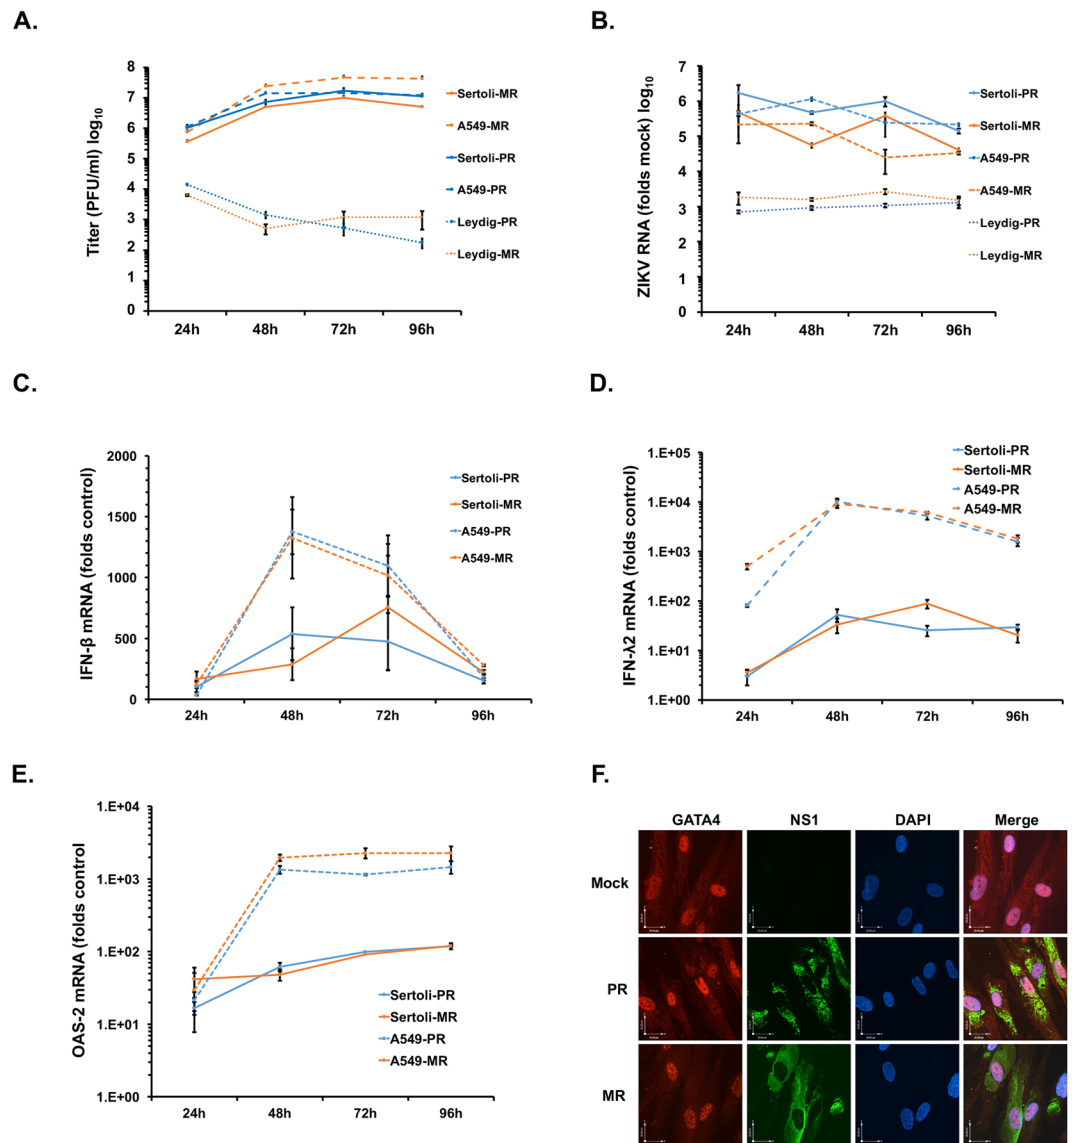 A.
Titer (PFU/ml) log10
8
7
6
5
4
3
2
1
0
24h 48h 72h 96h
Sertoli-MR
A549-MR
Sertoli-PR
A549-PR
Leydig-PR
Leydig-MR
B.
ZIKV RNA (folds mock) log10
7
6
5
4
3
2
1
0
24h 48h 72h 96h
Sertoli-PR
Sertoli-MR
A549-PR
A549-MR
Leydig-PR
Leydig-MR
C.
IFN-β mRNA (folds control)
2000
1500
1000
500
0
24h 48h 72h 96h
Sertoli-PR
Sertoli-MR
A549-PR
A549-MR
D.
IFN-λ2 mRNA (folds control)
1.E+05
1.E+04
1.E+03
1.E+02
1.E+01
1.E+00
24h 48h 72h 96h
Sertoli-PR
Sertoli-MR
A549-PR
A549-MR
E.
OAS-2 mRNA (folds control
1.E+04
1.E+03
1.E+02
1.E+01
1.E+00
24h 48h 72h 96h
Sertoli-PR
Sertoli-MR
A549-PR
A549-MR
F.
GATA4 NS1 DAPI Merge
Mock
PR
MR